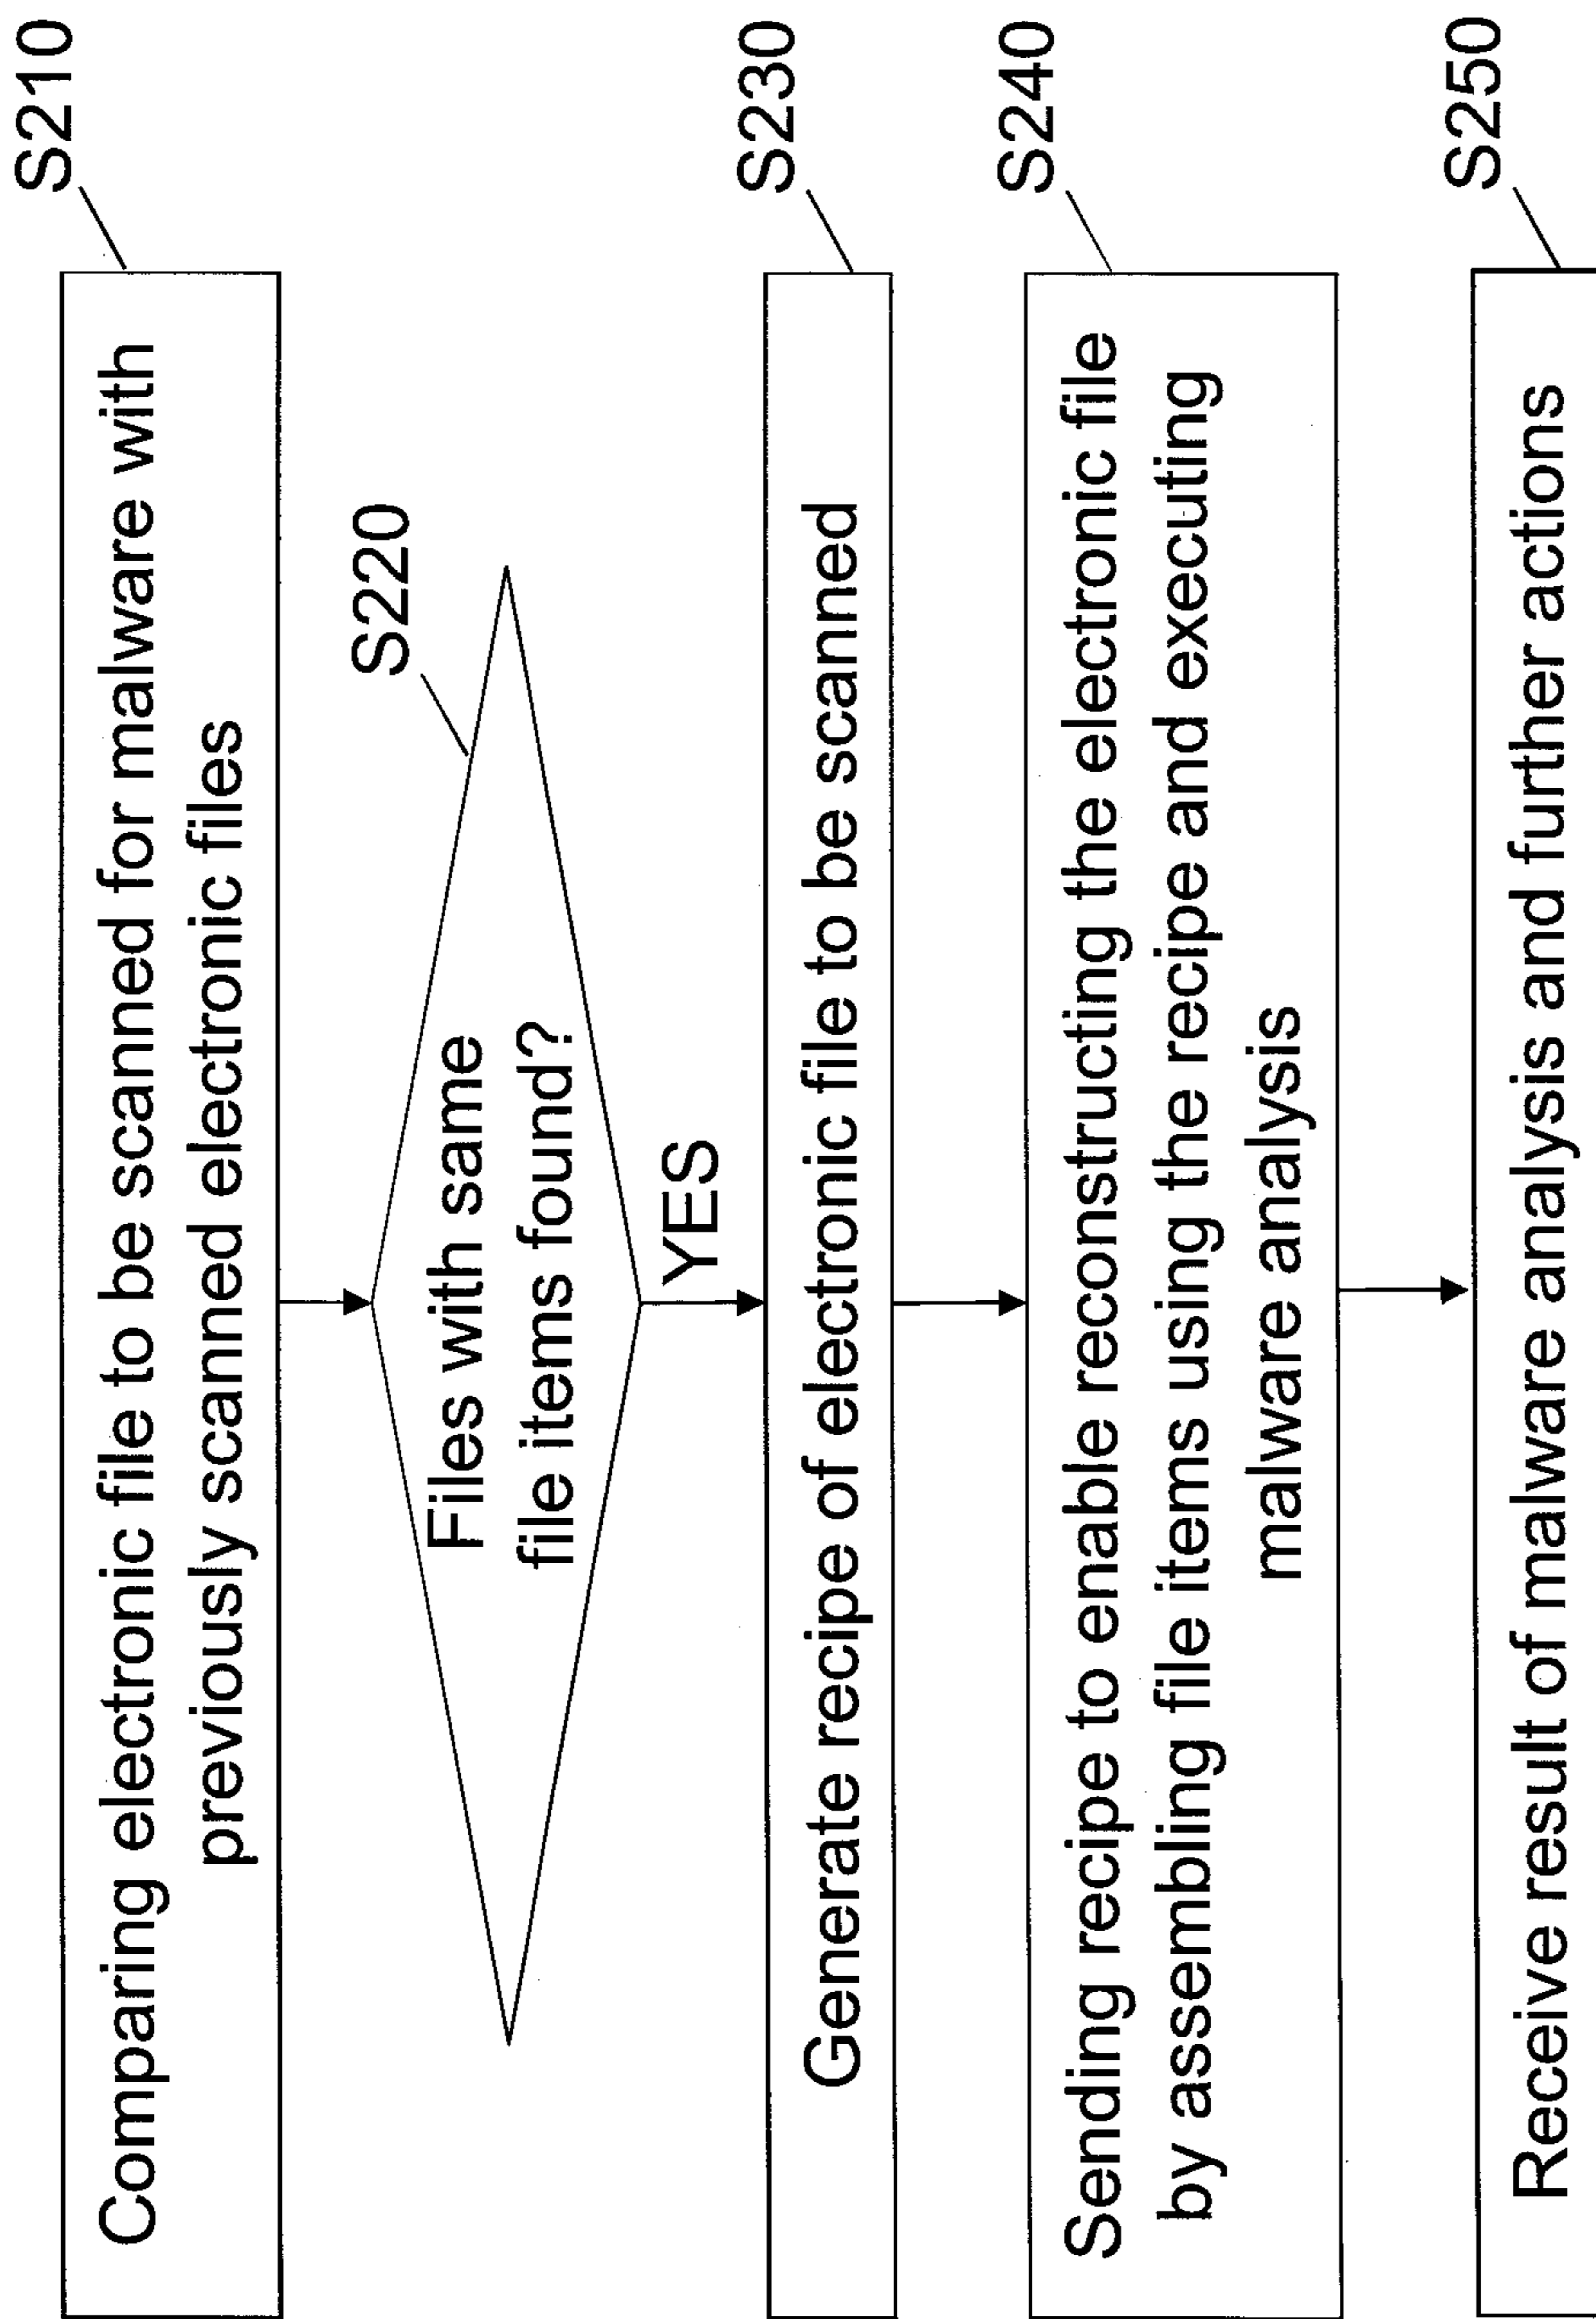 S210
Comparing electronic file to be scanned for malware with
previously scanned electronic files
S220
Files with same
file items found?
YES
S230
Generate recipe of electronic file to be scanned
S240
Sending recipe to enable reconstructing the electronic file
by assembling file items using the recipe and executing
malware analysis
S250
Receive result of malware analysis and further actions